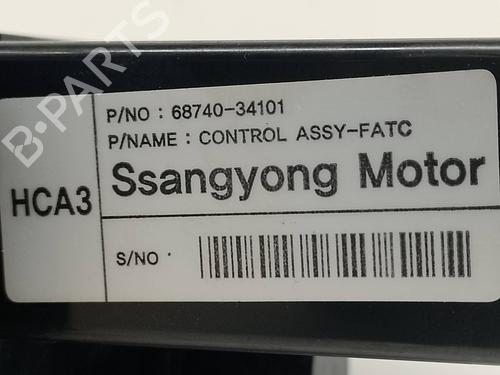 P/NO : 68740-34101
P/NAME : CONTROL ASSY-FATC
HCA3
Ssangyong Motor
S/NO :
B-PARTS